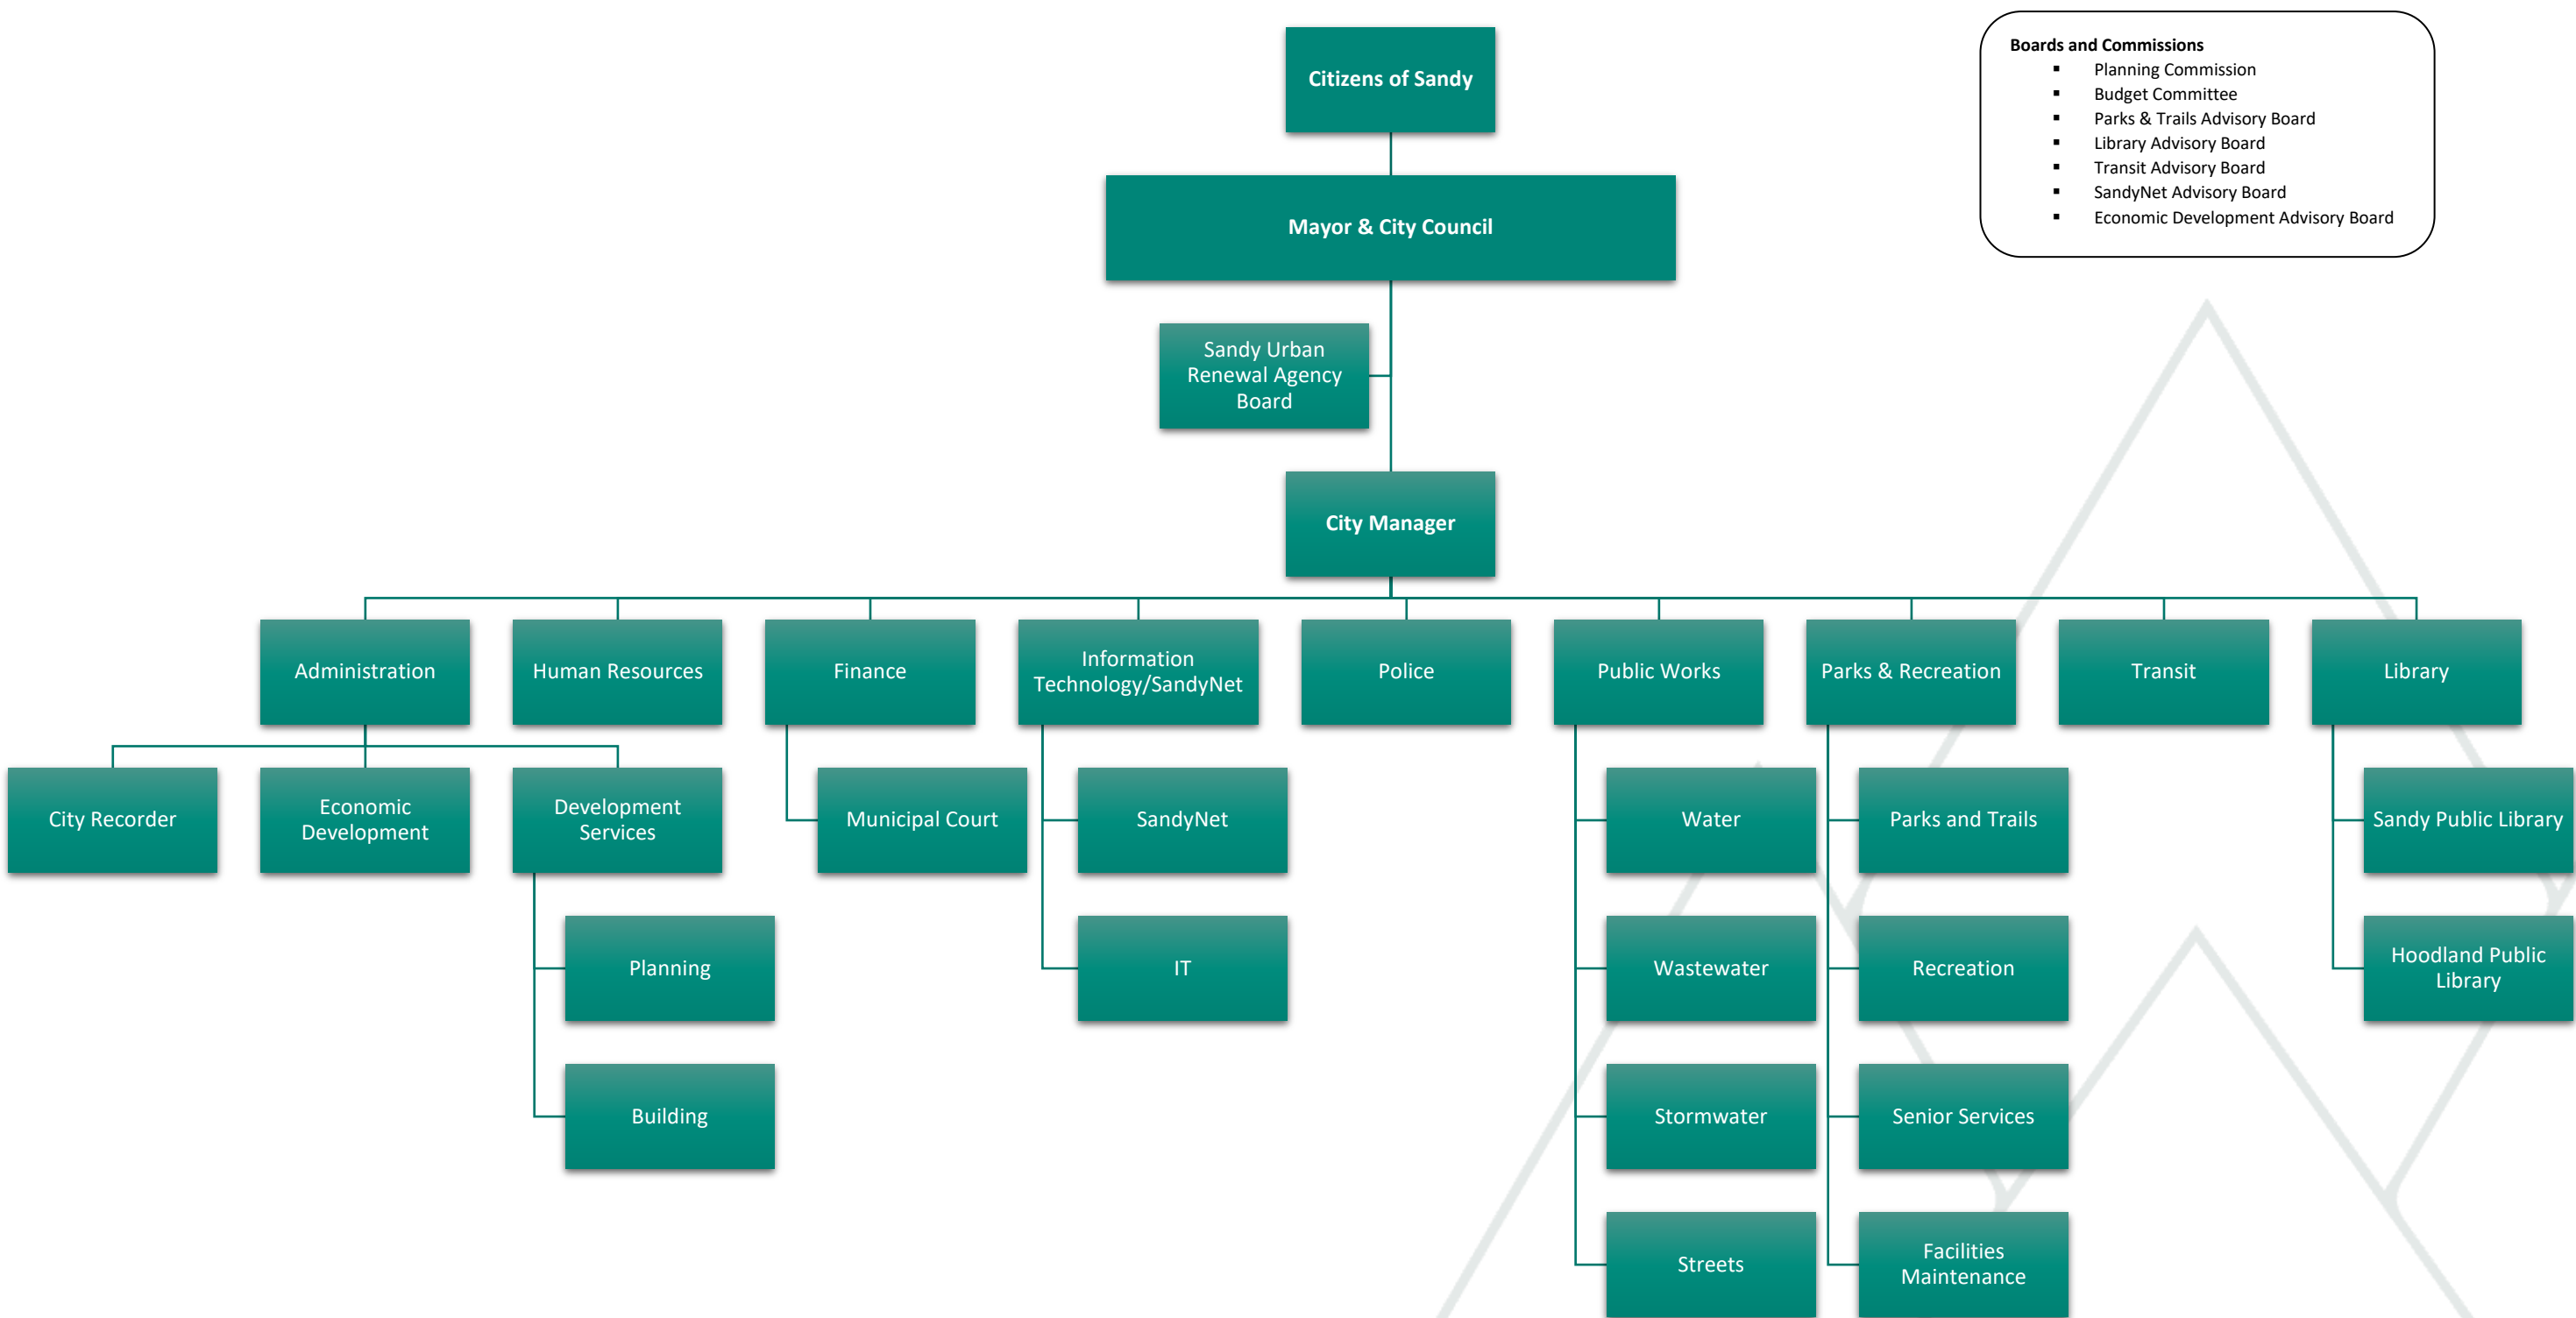 Citizens of Sandy
Boards and Commissions
▪ Planning Commission
▪ Budget Committee
▪ Parks & Trails Advisory Board
▪ Library Advisory Board
▪ Transit Advisory Board
▪ SandyNet Advisory Board
▪ Economic Development Advisory Board
Mayor & City Council
Sandy Urban
Renewal Agency
Board
City Manager
Administration
Human Resources
Finance
Information
Technology/SandyNet
Police
Public Works
Parks & Recreation
Transit
Library
City Recorder
Economic
Development
Development
Services
Municipal Court
SandyNet
Water
Parks and Trails
Sandy Public Library
Planning
IT
Wastewater
Recreation
Hoodland Public
Library
Building
Stormwater
Senior Services
Streets
Facilities
Maintenance